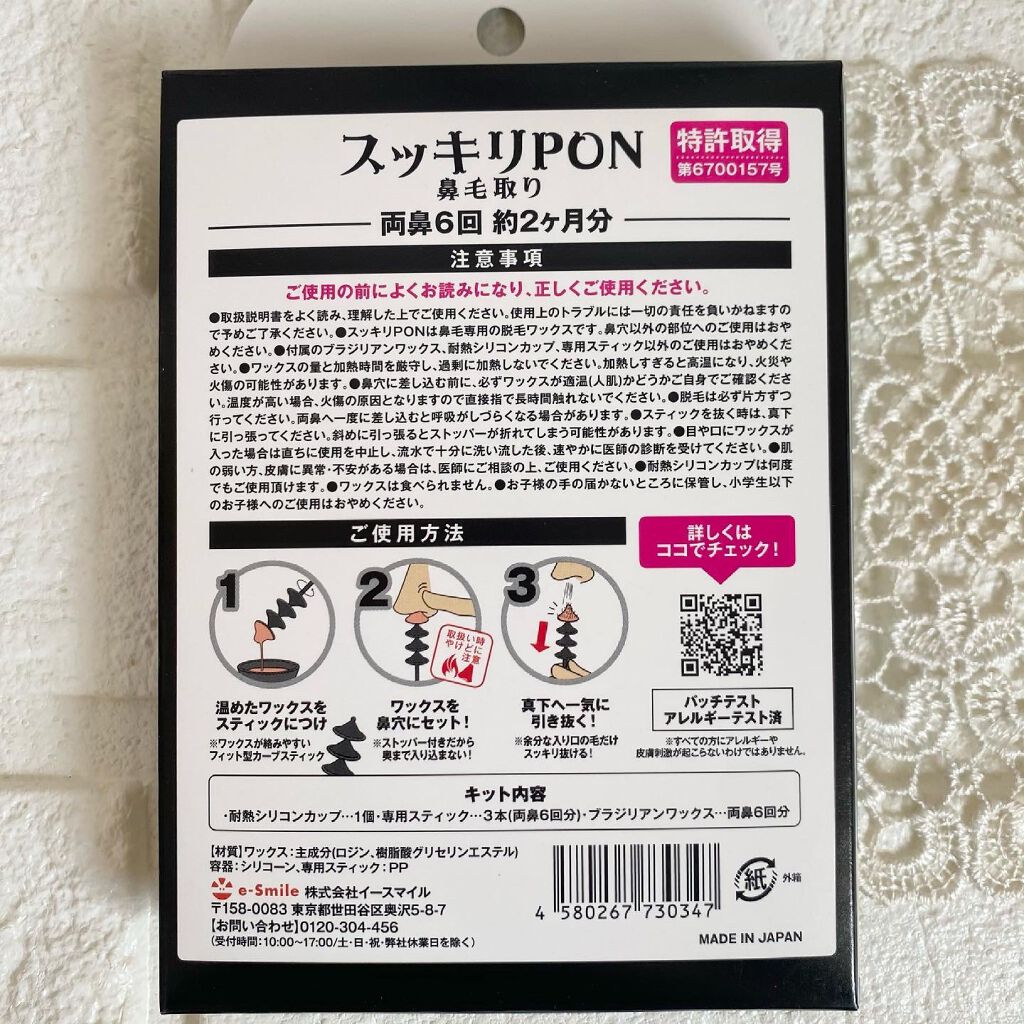 スッキリPON
鼻毛取り
特許取得
第6700157号
両鼻6回 約2ヶ月分
注意事項
ご使用の前によくお読みになり、正しくご使用ください。
●取扱説明書をよく読み、理解した上でご使用ください。使用上のトラブルには一切の責任を負いかねますの
で予めご了承ください。●スッキリPONは鼻毛専用の脱毛ワックスです。鼻穴以外の部位へのご使用はおや
めください。●付属のブラジリアンワックス、耐熱シリコンカップ、専用スティック以外のご使用はおやめくだ
さい。●ワックスの量と加熱時間を厳守し、過剰に加熱しないでください。加熱しすぎると高温になり、火災や
火傷の可能性があります。●鼻穴に差し込む前に、必ずワックスが適温(人肌)かどうかご自身でご確認くださ
い。温度が高い場合、火傷の原因となりますので直接指で長時間触れないでください。●脱毛は必ず片方ずつ
行ってください。両鼻へ一度に差し込むと呼吸がしづらくなる場合があります。●スティックを抜く時は、真下
に引っ張ってください。斜めに引っ張るとストッパーが折れてしまう可能性があります。●目や口にワックスが
入った場合は直ちに使用を中止し、流水で十分に洗い流した後、速やかに医師の診断を受けてください。●肌
の弱い方、皮膚に異常・不安がある場合は、医師にご相談の上、ご使用ください。●耐熱シリコンカップは何度
でもご使用頂けます。●ワックスは食べられません。●お子様の手の届かないところに保管し、小学生以下
のお子様へのご使用はおやめください。
ご使用方法
詳しくは
ココでチェック!
1
温めたワックスを
スティックにつけ
※ワックスが絡みやすい
フィット型カーブスティック
2
取扱い時
やけどに
注意
ワックスを
鼻穴にセット!
※ストッパー付きだから
奥まで入り込まない!
3
真下へ一気に
引き抜く!
※余分な入り口の毛だけ
スッキリ抜ける!
パッチテスト
アレルギーテスト済
※すべての方にアレルギーや
皮膚刺激が起こらないわけではありません。
キット内容
・耐熱シリコンカップ…1個・専用スティック…3本(両鼻6回分)・ブラジリアンワックス…両鼻6回分
【材質】ワックス:主成分(ロジン、樹脂酸グリセリンエステル)
容器:シリコーン、専用スティック:PP
e-Smile 株式会社イースマイル
〒158-0083 東京都世田谷区奥沢5-8-7
【お問い合わせ】0120-304-456
(受付時間:10:00~17:00/土・日・祝・弊社休業日を除く)
4 580267 730347
紙 外箱
MADE IN JAPAN